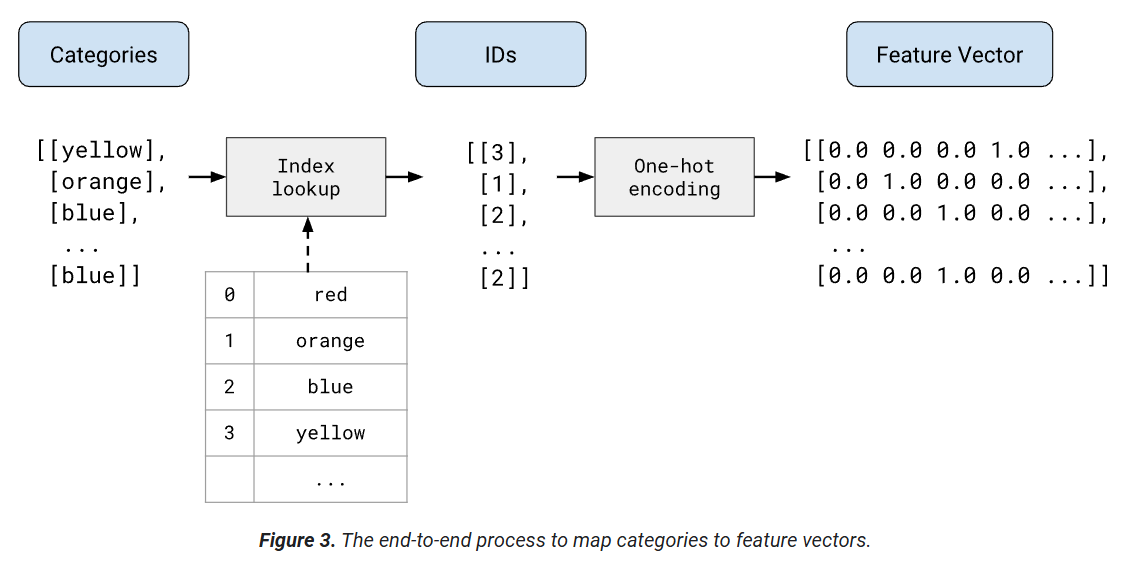 Categories
IDs
Feature Vector
[[yellow],
[orange],
[blue],
...
[blue]]
Index
lookup
[[3],
[1],
[2],
...
[2]]
One-hot
encoding
[[0.0 0.0 0.0 1.0 ...],
[0.0 1.0 0.0 0.0 ...],
[0.0 0.0 1.0 0.0 ...],
...
[0.0 0.0 1.0 0.0 ...]]
0 red
1 orange
2 blue
3 yellow
...
Figure 3. The end-to-end process to map categories to feature vectors.